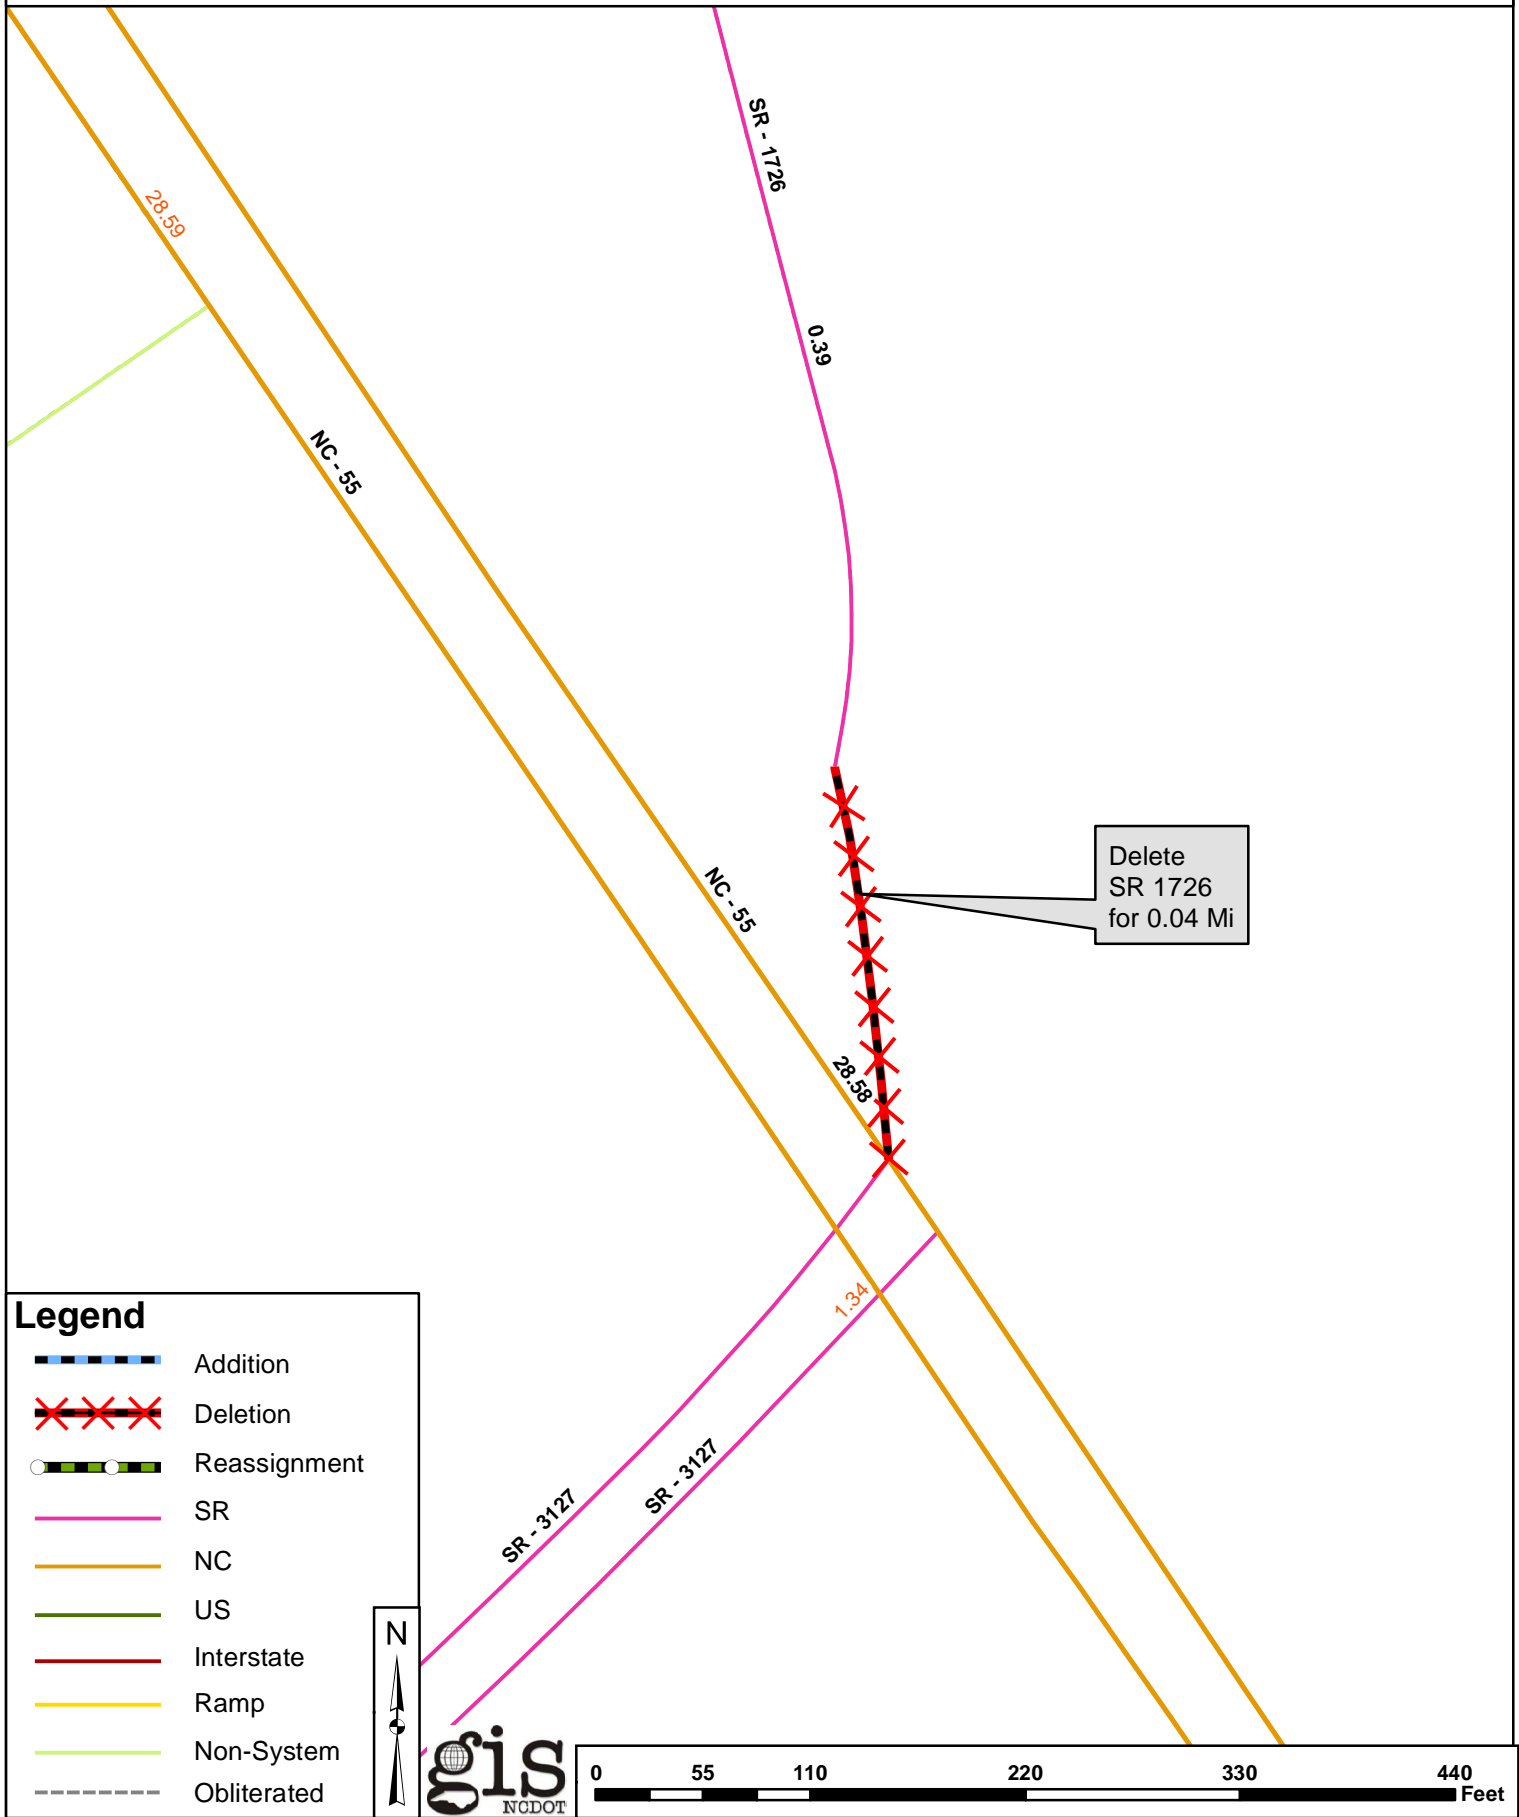 SR - 1726
28.59
0.39
NC - 55
Delete
SR 1726
for 0.04 Mi
NC - 55
28.58
1.34
SR - 3127
SR - 3127
Legend
Addition
Deletion
Reassignment
SR
NC
US
Interstate
Ramp
Non-System
Obliterated
N
gis
NCDOT
0 55 110 220 330 440
Feet